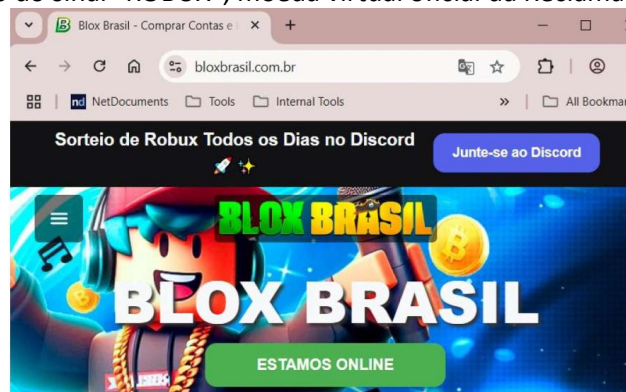 Blox Brasil - Comprar Contas e
bloxbrasil.com.br
nd NetDocuments Tools Internal Tools » All Bookmar
Sorteio de Robux Todos os Dias no Discord
🚀✨
Junte-se ao Discord
BLOX BRASIL
BLOX BRASIL
ESTAMOS ONLINE